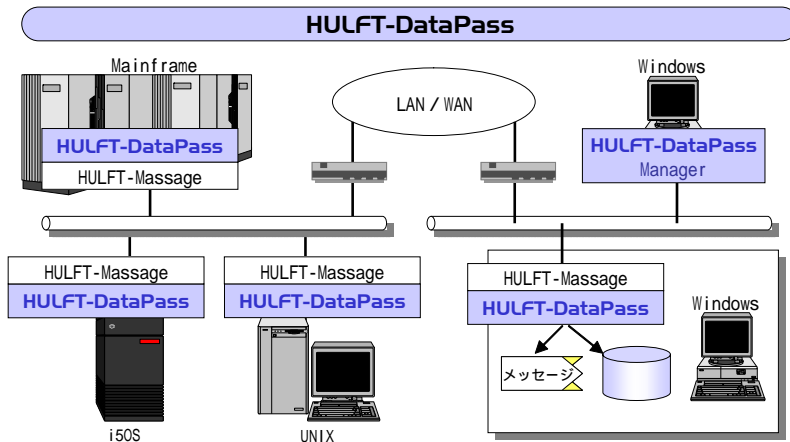 HULFT-DataPass
Mainframe
HULFT-DataPass
HULFT-Massage
LAN / WAN
Windows
HULFT-DataPass
Manager
HULFT-Massage
HULFT-DataPass
i5OS
HULFT-Massage
HULFT-DataPass
UNIX
HULFT-Massage
HULFT-DataPass
メッセージ
Windows